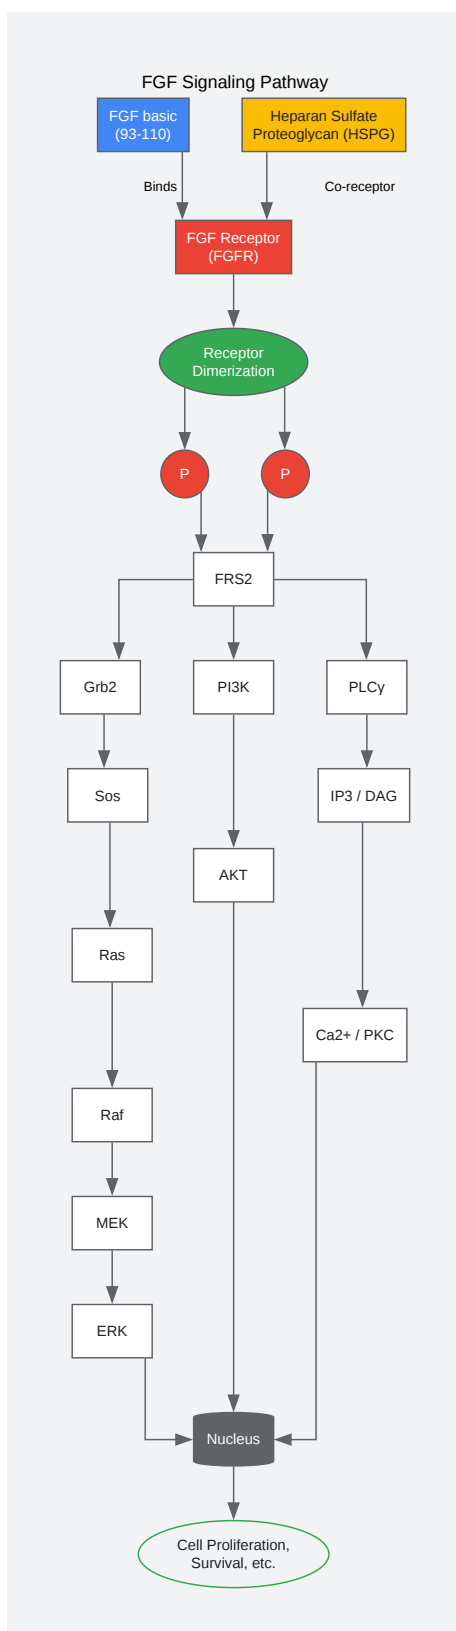 FGF Signaling Pathway
FGF basic
(93-110)
Heparan Sulfate
Proteoglycan (HSPG)
Binds
Co-receptor
FGF Receptor
(FGFR)
Receptor
Dimerization
P
P
FRS2
Grb2
PI3K
PLCγ
Sos
IP3 / DAG
AKT
Ras
Ca2+ / PKC
Raf
MEK
ERK
Nucleus
Cell Proliferation,
Survival, etc.